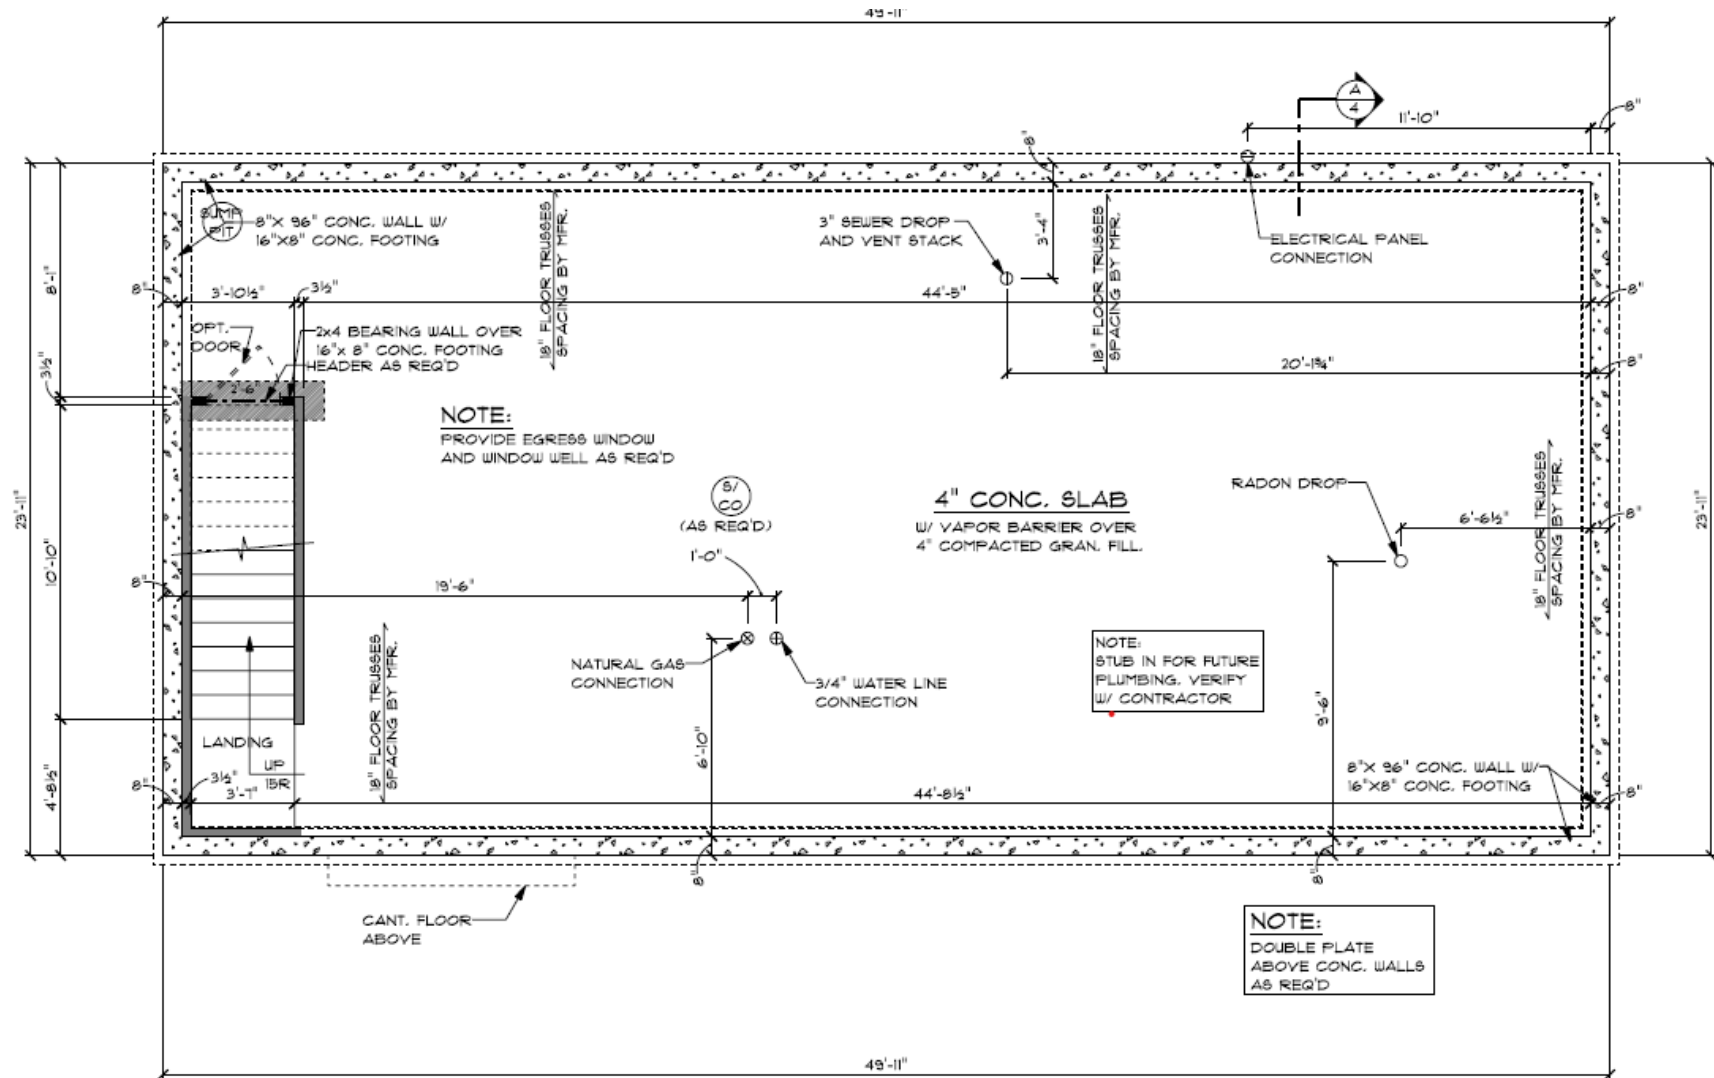 49'-11"
A
4
11'-10"
8"
8"
SUMP
PIT
8"X 96" CONC. WALL W/
16"X8" CONC. FOOTING
18" FLOOR TRUSSES
SPACING BY MFR.
3" SEWER DROP
AND VENT STACK
3'-4"
18" FLOOR TRUSSES
SPACING BY MFR.
ELECTRICAL PANEL
CONNECTION
8'-1"
8"
3'-10½"
3½"
44'-5"
8"
OPT.
DOOR
2x4 BEARING WALL OVER
16"x 8" CONC. FOOTING
HEADER AS REQ'D
3½"
2'-6"
20'-1¾"
8"
NOTE:
PROVIDE EGRESS WINDOW
AND WINDOW WELL AS REQ'D
S/
CO
(AS REQ'D)
4" CONC. SLAB
W/ VAPOR BARRIER OVER
4" COMPACTED GRAN. FILL.
RADON DROP
6'-6½"
8"
18" FLOOR TRUSSES
SPACING BY MFR.
23'-11"
23'-11"
10'-10"
8"
19'-6"
1'-0"
NATURAL GAS
CONNECTION
3/4" WATER LINE
CONNECTION
NOTE:
STUB IN FOR FUTURE
PLUMBING. VERIFY
W/ CONTRACTOR
18" FLOOR TRUSSES
SPACING BY MFR.
6'-10"
9'-6"
LANDING
UP
15R
4'-8½"
8"
3½"
3'-7"
44'-8½"
8"X 96" CONC. WALL W/
16"X8" CONC. FOOTING
8"
8"
8"
CANT. FLOOR
ABOVE
NOTE:
DOUBLE PLATE
ABOVE CONC. WALLS
AS REQ'D
49'-11"